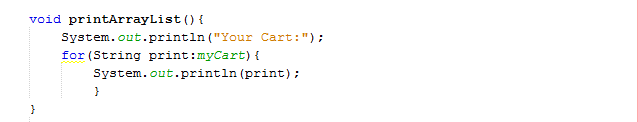 void printArrayList(){
System.out.println("Your Cart:");
for(String print:myCart){
System.out.println(print);
}
}